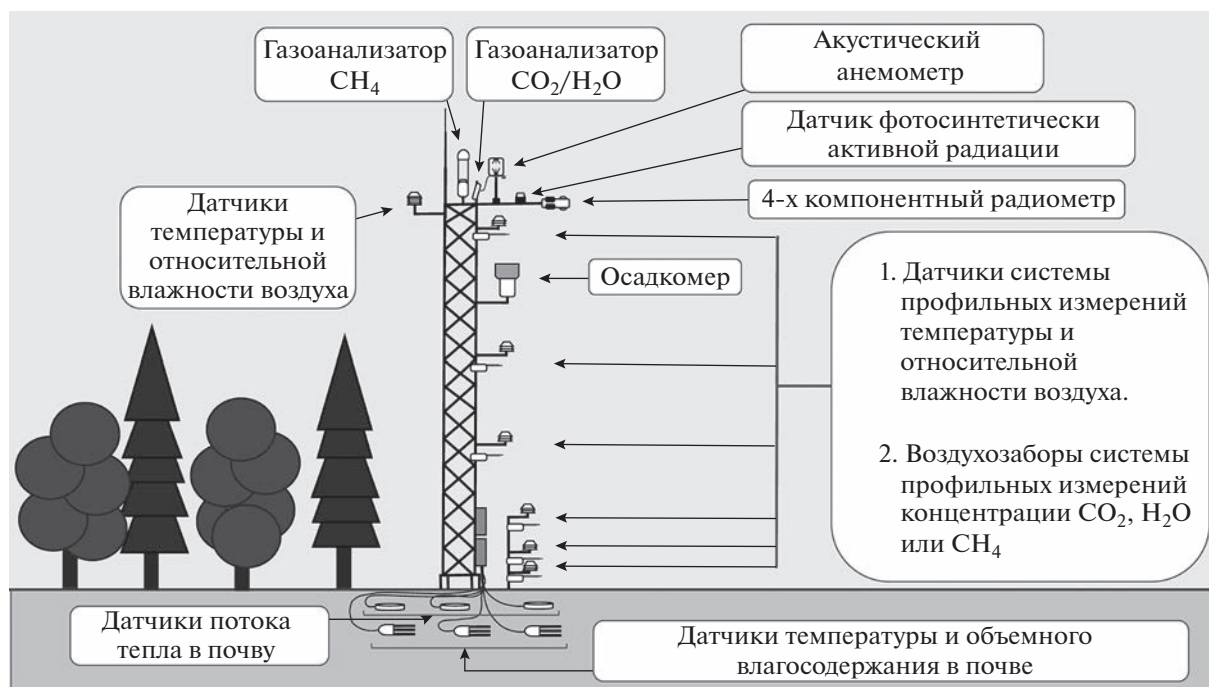 Газоанализатор
CH₄
Газоанализатор
CO₂/H₂O
Акустический
анемометр
Датчик фотосинтетически
активной радиации
4-х компонентный радиометр
Датчики
температуры и
относительной
влажности воздуха
Осадкомер
1. Датчики системы
профильных измерений
температуры и
относительной
влажности воздуха.
2. Воздухозаборы системы
профильных измерений
концентрации CO₂, H₂O
или CH₄
Датчики потока
тепла в почву
Датчики температуры и объемного
влагосодержания в почве